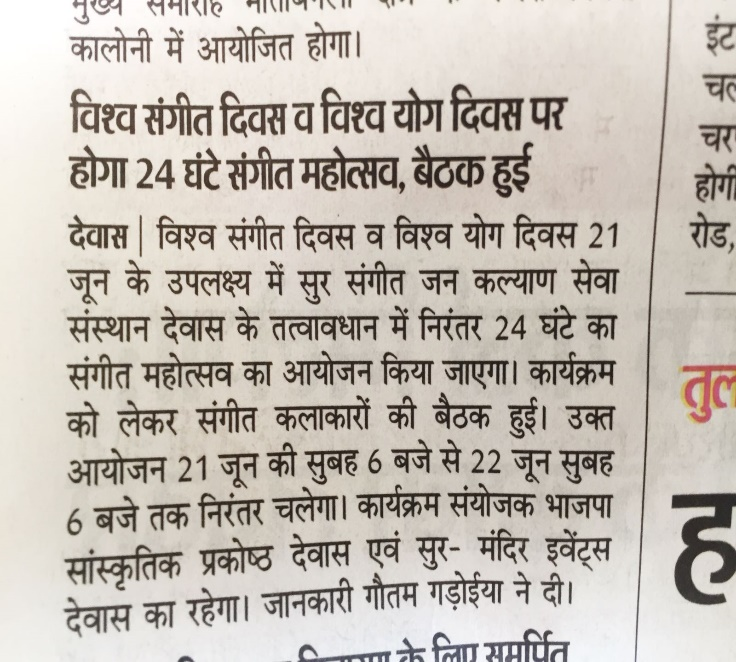 कालोनी में आयोजित होगा।
विश्व संगीत दिवस व विश्व योग दिवस पर
होगा 24 घंटे संगीत महोत्सव, बैठक हुई
देवास | विश्व संगीत दिवस व विश्व योग दिवस 21
जून के उपलक्ष्य में सुर संगीत जन कल्याण सेवा
संस्थान देवास के तत्वावधान में निरंतर 24 घंटे का
संगीत महोत्सव का आयोजन किया जाएगा। कार्यक्रम
को लेकर संगीत कलाकारों की बैठक हुई। उक्त
आयोजन 21 जून की सुबह 6 बजे से 22 जून सुबह
6 बजे तक निरंतर चलेगा। कार्यक्रम संयोजक भाजपा
सांस्कृतिक प्रकोष्ठ देवास एवं सुर- मंदिर इवेंट्स
देवास का रहेगा। जानकारी गौतम गड़ोईया ने दी।
के लिए समर्पित
होगी
रोड,